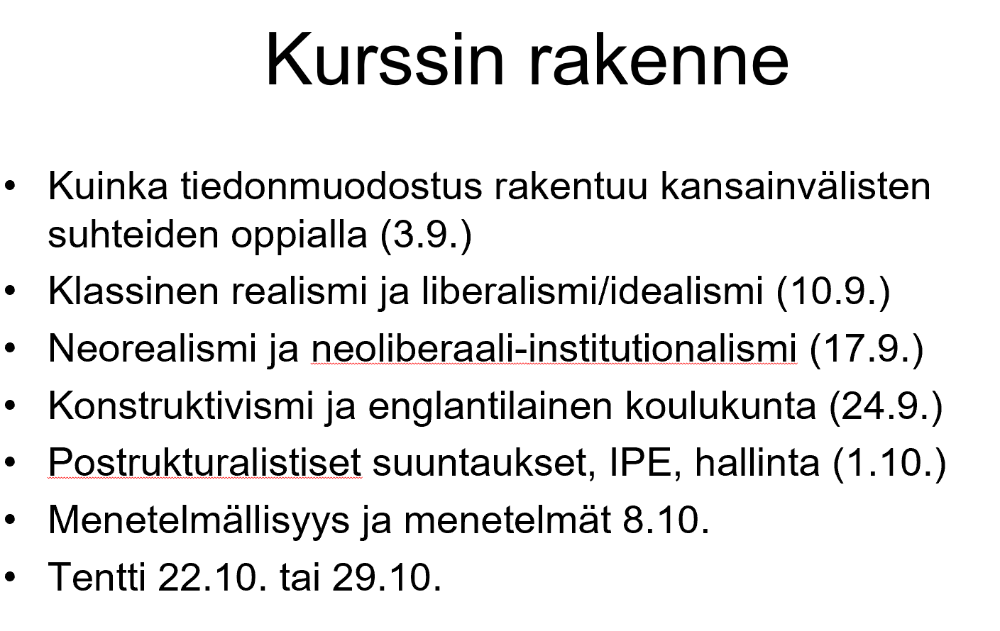 Kurssin rakenne
• Kuinka tiedonmuodostus rakentuu kansainvälisten
suhteiden oppialla (3.9.)
• Klassinen realismi ja liberalismi/idealismi (10.9.)
• Neorealismi ja neoliberaali-institutionalismi (17.9.)
• Konstruktivismi ja englantilainen koulukunta (24.9.)
• Postrukturalistiset suuntaukset, IPE, hallinta (1.10.)
• Menetelmällisyys ja menetelmät 8.10.
• Tentti 22.10. tai 29.10.